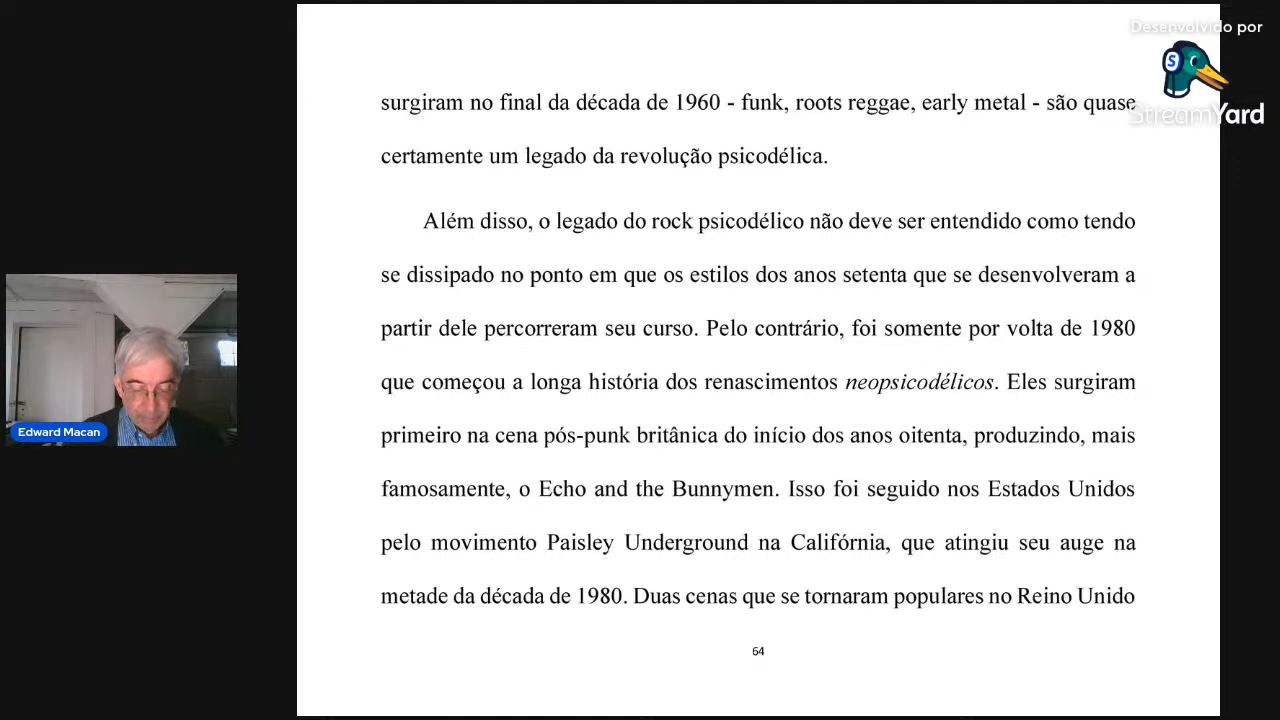 Desenvolvido por
StreamYard
surgiram no final da década de 1960 - funk, roots reggae, early metal - são quase
certamente um legado da revolução psicodélica.
Além disso, o legado do rock psicodélico não deve ser entendido como tendo
se dissipado no ponto em que os estilos dos anos setenta que se desenvolveram a
partir dele percorreram seu curso. Pelo contrário, foi somente por volta de 1980
que começou a longa história dos renascimentos neopsicodélicos. Eles surgiram
primeiro na cena pós-punk britânica do início dos anos oitenta, produzindo, mais
famosamente, o Echo and the Bunnymen. Isso foi seguido nos Estados Unidos
pelo movimento Paisley Underground na Califórnia, que atingiu seu auge na
metade da década de 1980. Duas cenas que se tornaram populares no Reino Unido
64
Edward Macan